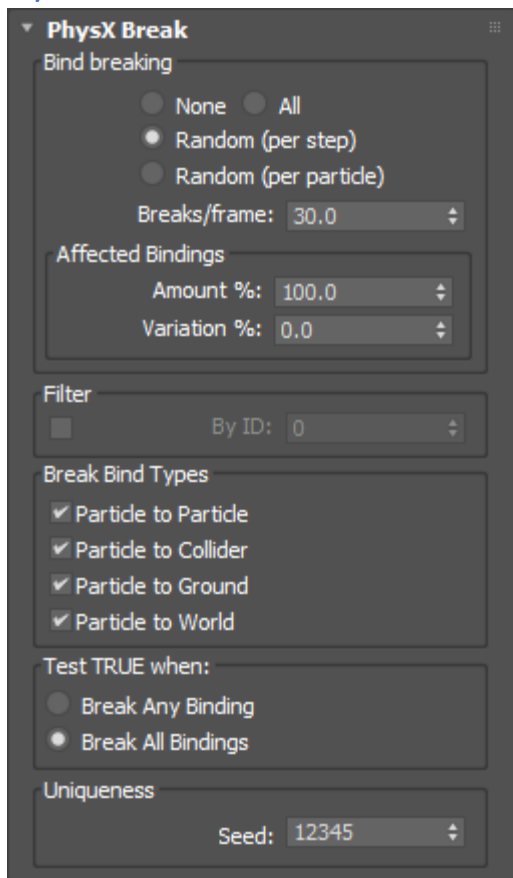 PhysX Break
Bind breaking
None All
Random (per step)
Random (per particle)
Breaks/frame: 30.0
Affected Bindings
Amount %: 100.0
Variation %: 0.0
Filter
By ID: 0
Break Bind Types
Particle to Particle
Particle to Collider
Particle to Ground
Particle to World
Test TRUE when:
Break Any Binding
Break All Bindings
Uniqueness
Seed: 12345